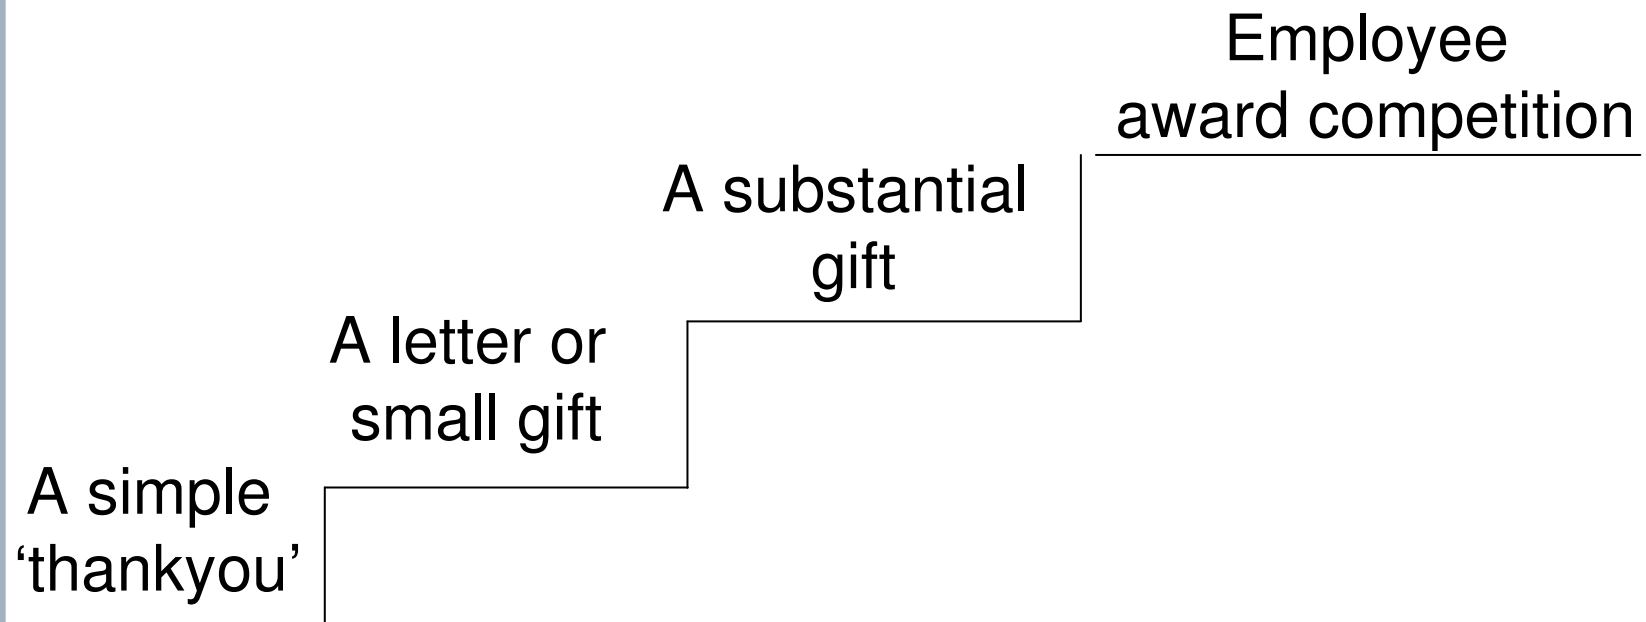 Employee
award competition
A substantial
gift
A letter or
small gift
A simple
‘thankyou’